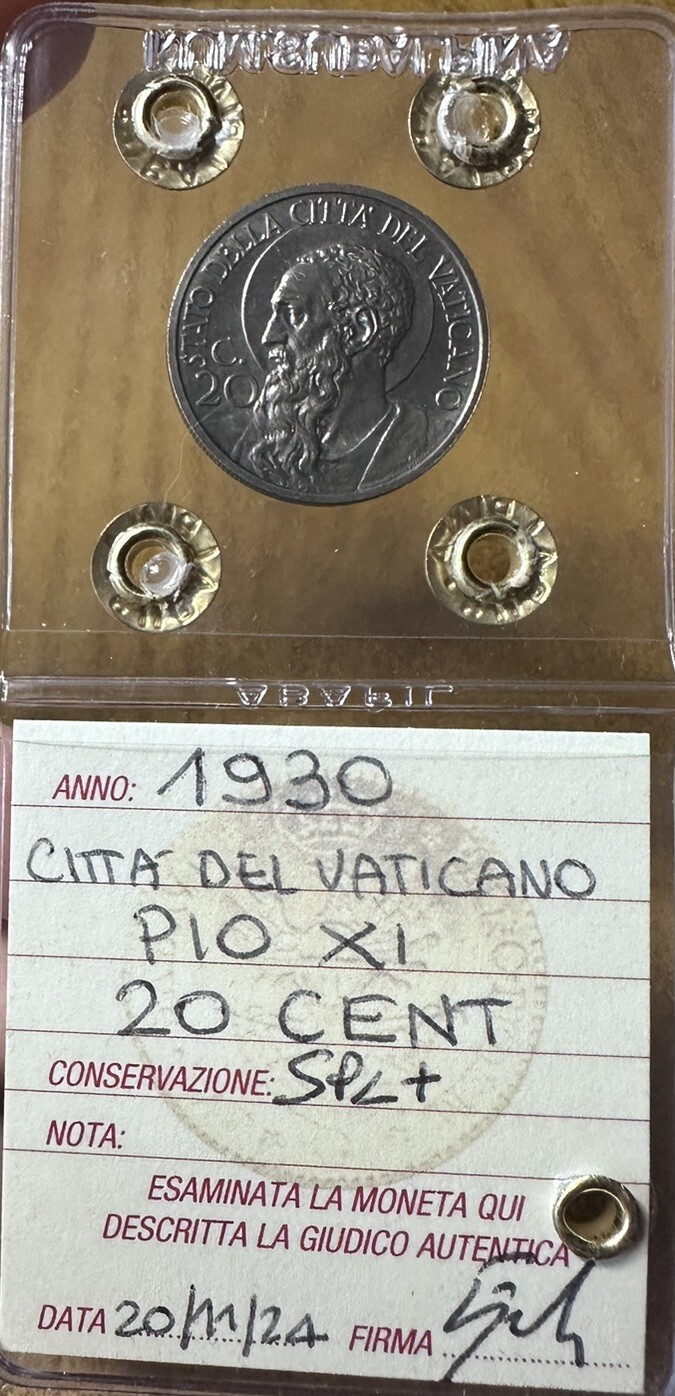 STATO DELLA CITTA' DEL VATICANO
C.
20
ANNO: 1930
CITTA' DEL VATICANO
PIO XI
20 CENT
CONSERVAZIONE: SPL+
NOTA:
ESAMINATA LA MONETA QUI
DESCRITTA LA GIUDICO AUTENTICA
DATA 20/11/24 FIRMA